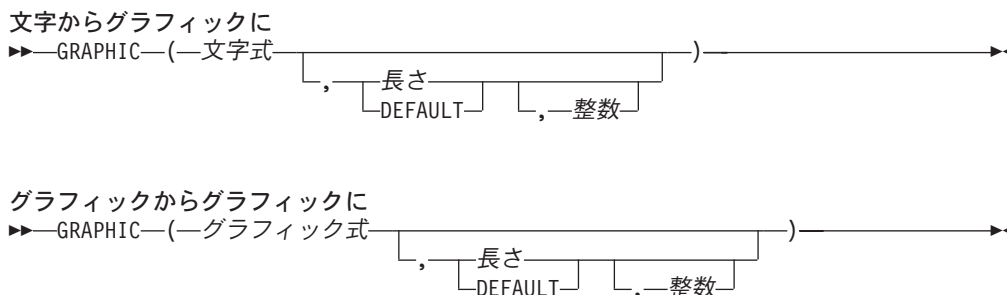 文字からグラフィックに
GRAPHIC ( 文字式 )
, 長さ
DEFAULT , 整数
グラフィックからグラフィックに
GRAPHIC ( グラフィック式 )
, 長さ
DEFAULT , 整数